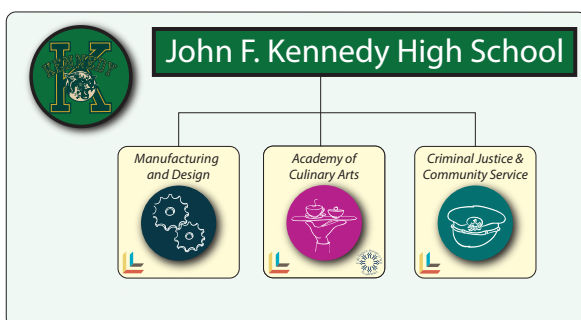 John F. Kennedy High School
K
KENNEDY
Manufacturing
and Design
Academy of
Culinary Arts
Criminal Justice &
Community Service